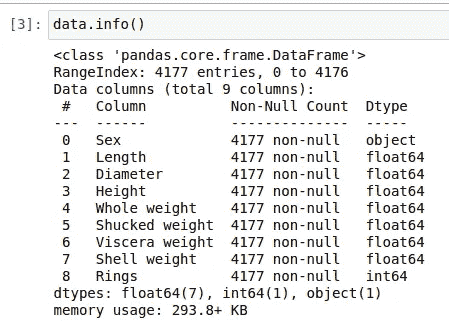 [3]: data.info()
<class 'pandas.core.frame.DataFrame'>
RangeIndex: 4177 entries, 0 to 4176
Data columns (total 9 columns):
 #   Column          Non-Null Count  Dtype
---  ------          --------------  -----
 0   Sex             4177 non-null   object
 1   Length          4177 non-null   float64
 2   Diameter        4177 non-null   float64
 3   Height          4177 non-null   float64
 4   Whole weight    4177 non-null   float64
 5   Shucked weight  4177 non-null   float64
 6   Viscera weight  4177 non-null   float64
 7   Shell weight    4177 non-null   float64
 8   Rings           4177 non-null   int64
dtypes: float64(7), int64(1), object(1)
memory usage: 293.8+ KB